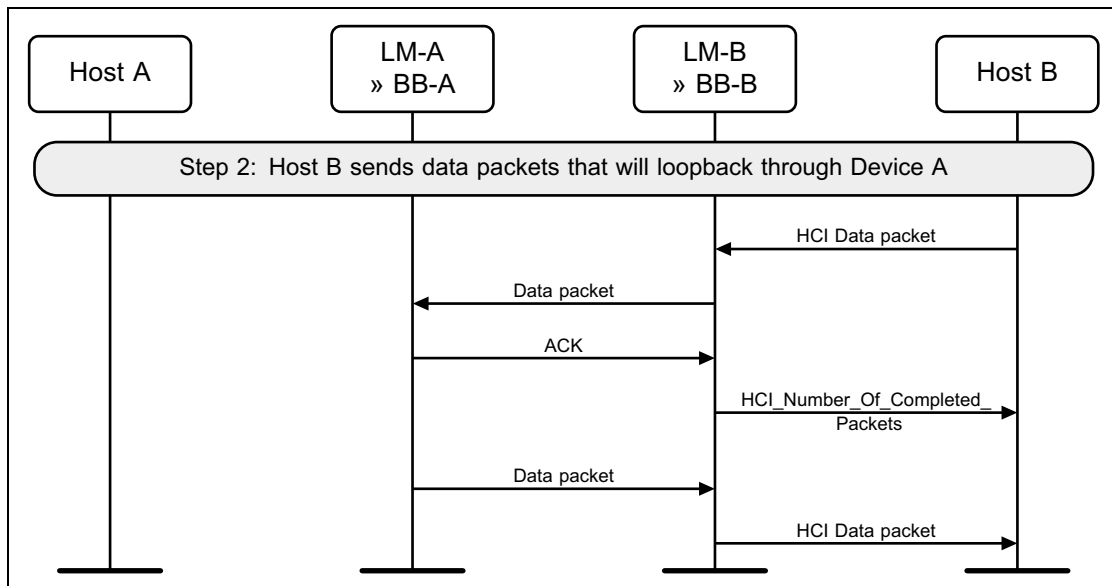 Host A
LM-A
» BB-A
LM-B
» BB-B
Host B
Step 2: Host B sends data packets that will loopback through Device A
HCI Data packet
Data packet
ACK
HCI_Number_Of_Completed_
Packets
Data packet
HCI Data packet